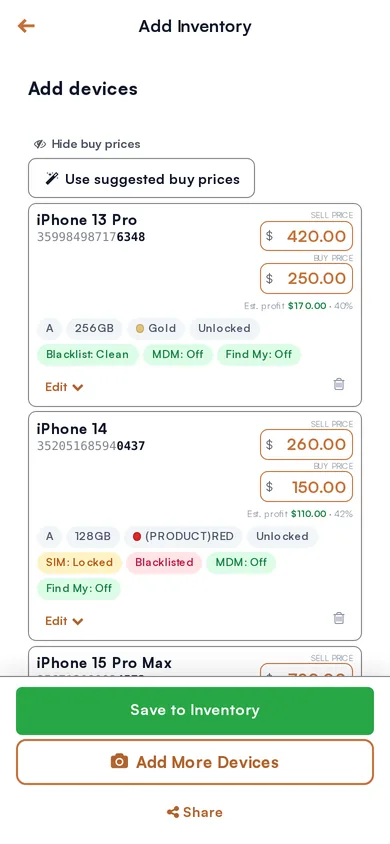 Add Inventory
Add devices
Hide buy prices
Use suggested buy prices
iPhone 13 Pro
SELL PRICE
359984987176348
$ 420.00
BUY PRICE
$ 250.00
Est. profit $170.00 · 40%
A 256GB Gold Unlocked
Blacklist: Clean MDM: Off Find My: Off
Edit
iPhone 14
SELL PRICE
352051685940437
$ 260.00
BUY PRICE
$ 150.00
Est. profit $110.00 · 42%
A 128GB (PRODUCT)RED Unlocked
SIM: Locked Blacklisted MDM: Off
Find My: Off
Edit
iPhone 15 Pro Max
SELL PRICE
Save to Inventory
Add More Devices
Share